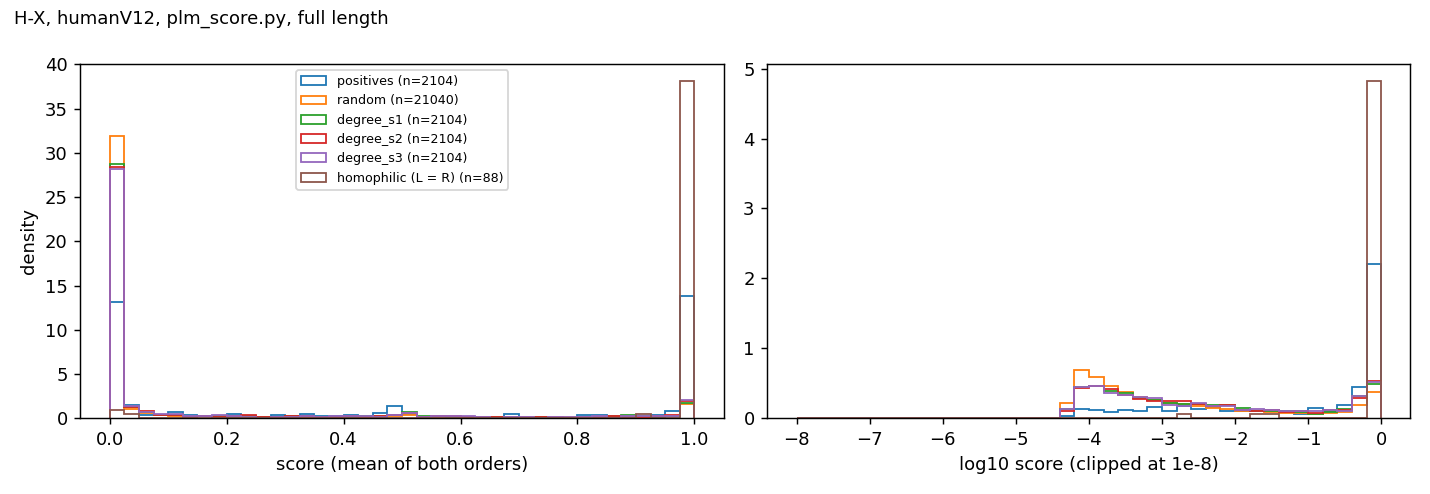 H-X, humanV12, plm_score.py, full length
40
35
30
25
20
15
10
5
0
density
positives (n=2104)
random (n=21040)
degree_s1 (n=2104)
degree_s2 (n=2104)
degree_s3 (n=2104)
homophilic (L = R) (n=88)
0.0 0.2 0.4 0.6 0.8 1.0
score (mean of both orders)
5
4
3
2
1
0
−8 −7 −6 −5 −4 −3 −2 −1 0
log10 score (clipped at 1e-8)